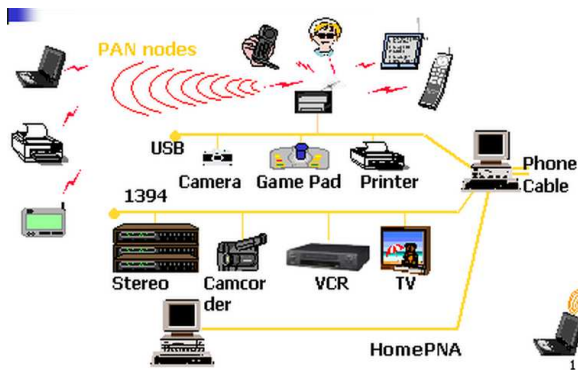 PAN nodes
USB
Camera
Game Pad
Printer
Phone
Cable
1394
Stereo
Camcor
der
VCR
TV
HomePNA
1